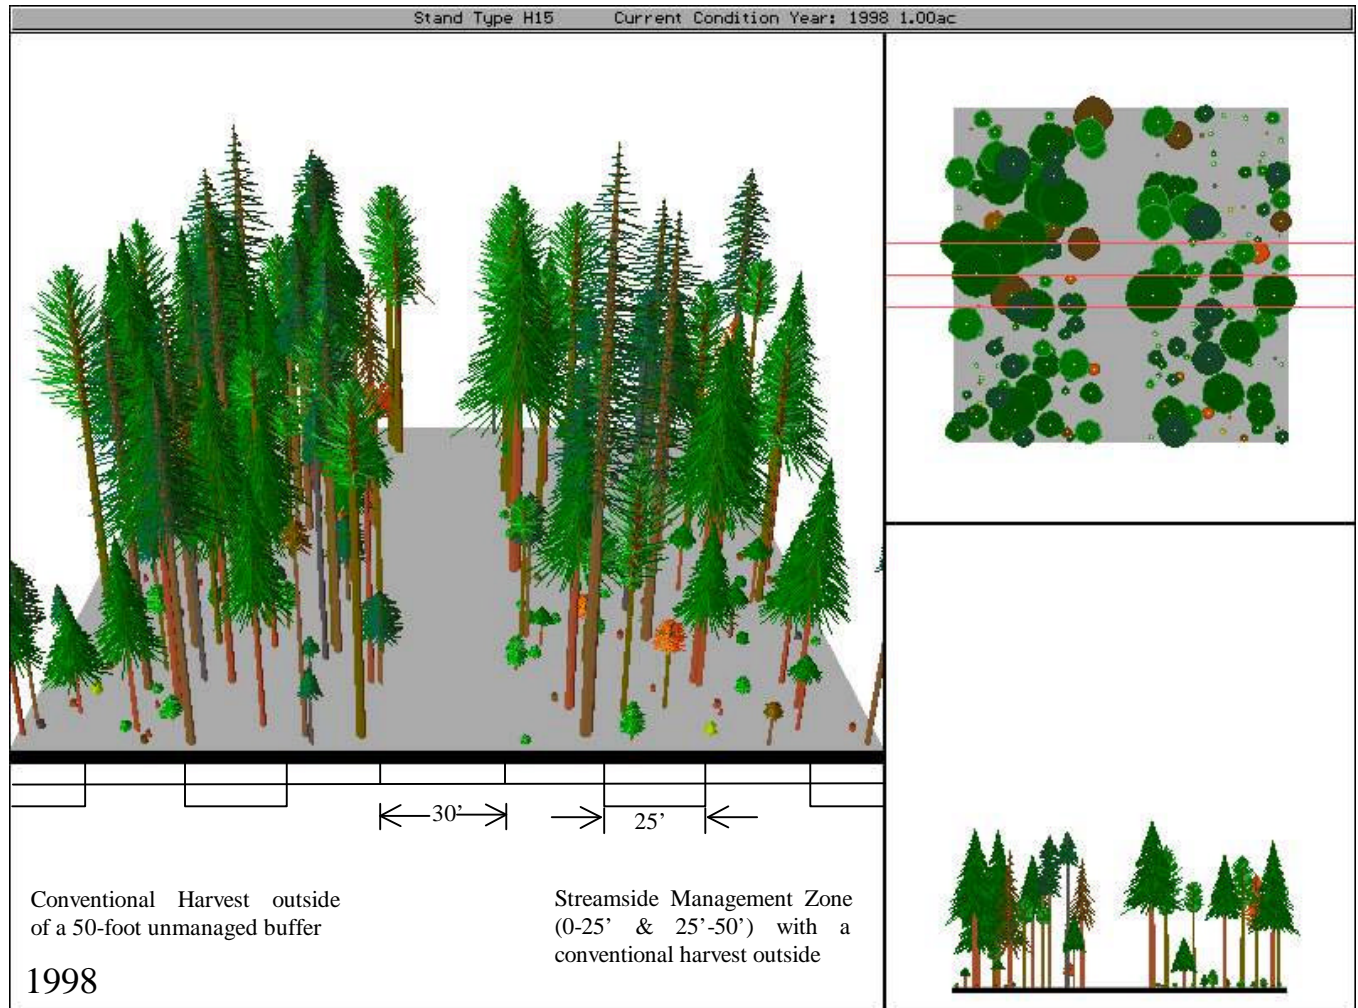 Stand Type H15 Current Condition Year: 1998 1.00ac
30’
25’
Conventional Harvest outside
of a 50-foot unmanaged buffer
Streamside Management Zone
(0-25’ & 25’-50’) with a
conventional harvest outside
1998